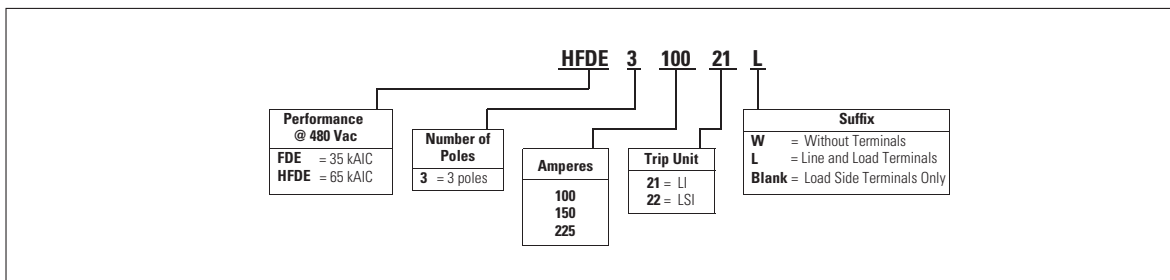 HFDE 3 100 21 L
Performance
@ 480 Vac
FDE = 35 kAIC
HFDE = 65 kAIC
Number of
Poles
3 = 3 poles
Amperes
100
150
225
Trip Unit
21 = LI
22 = LSI
Suffix
W = Without Terminals
L = Line and Load Terminals
Blank = Load Side Terminals Only